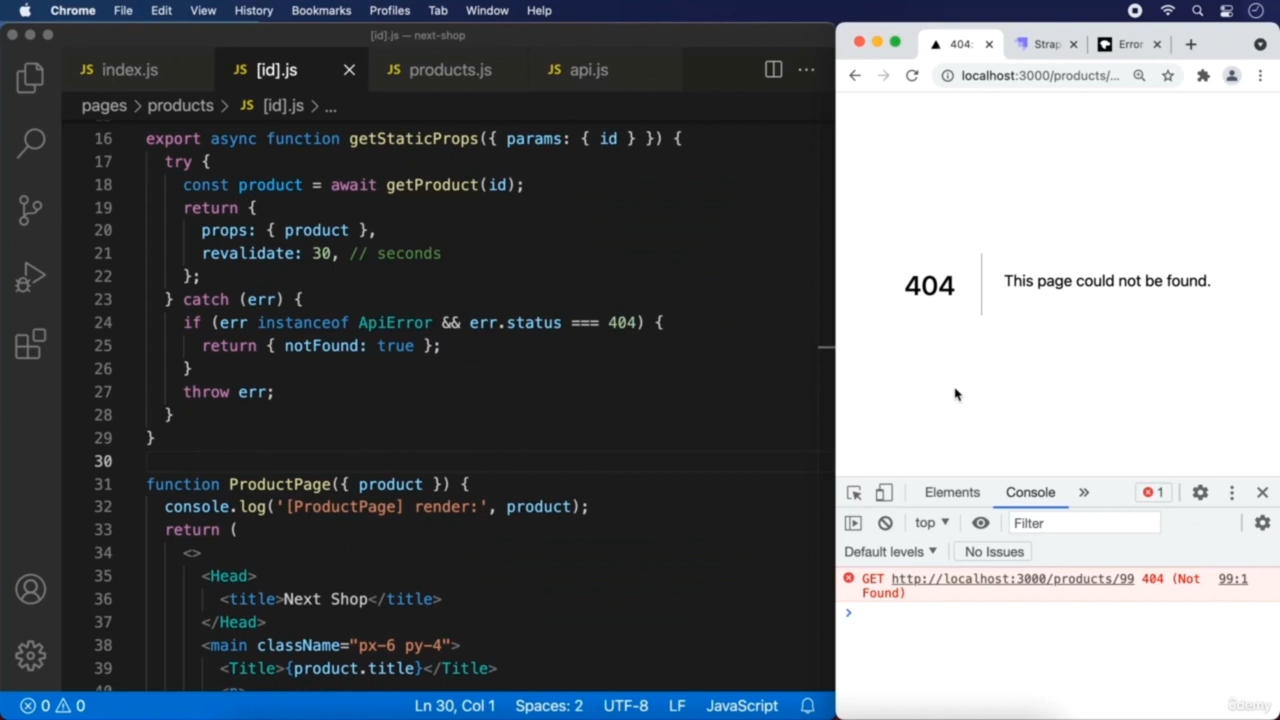 Chrome File Edit View History Bookmarks Profiles Tab Window Help
[id].js — next-shop
JS index.js
JS [id].js
JS products.js
JS api.js
pages > products > JS [id].js > ...
16 export async function getStaticProps({ params: { id } }) {
17 try {
18 const product = await getProduct(id);
19 return {
20 props: { product },
21 revalidate: 30, // seconds
22 };
23 } catch (err) {
24 if (err instanceof ApiError && err.status === 404) {
25 return { notFound: true };
26 }
27 throw err;
28 }
29 }
30
31 function ProductPage({ product }) {
32 console.log('[ProductPage] render:', product);
33 return (
34 <>
35 <Head>
36 <title>Next Shop</title>
37 </Head>
38 <main className="px-6 py-4">
39 <Title>{product.title}</Title>
0 0
Ln 30, Col 1 Spaces: 2 UTF-8 LF JavaScript
404:
Strap
Error
localhost:3000/products/...
404
This page could not be found.
Elements Console » 1
top Filter
Default levels No Issues
GET http://localhost:3000/products/99 404 (Not 99:1
Found)
ûdemy